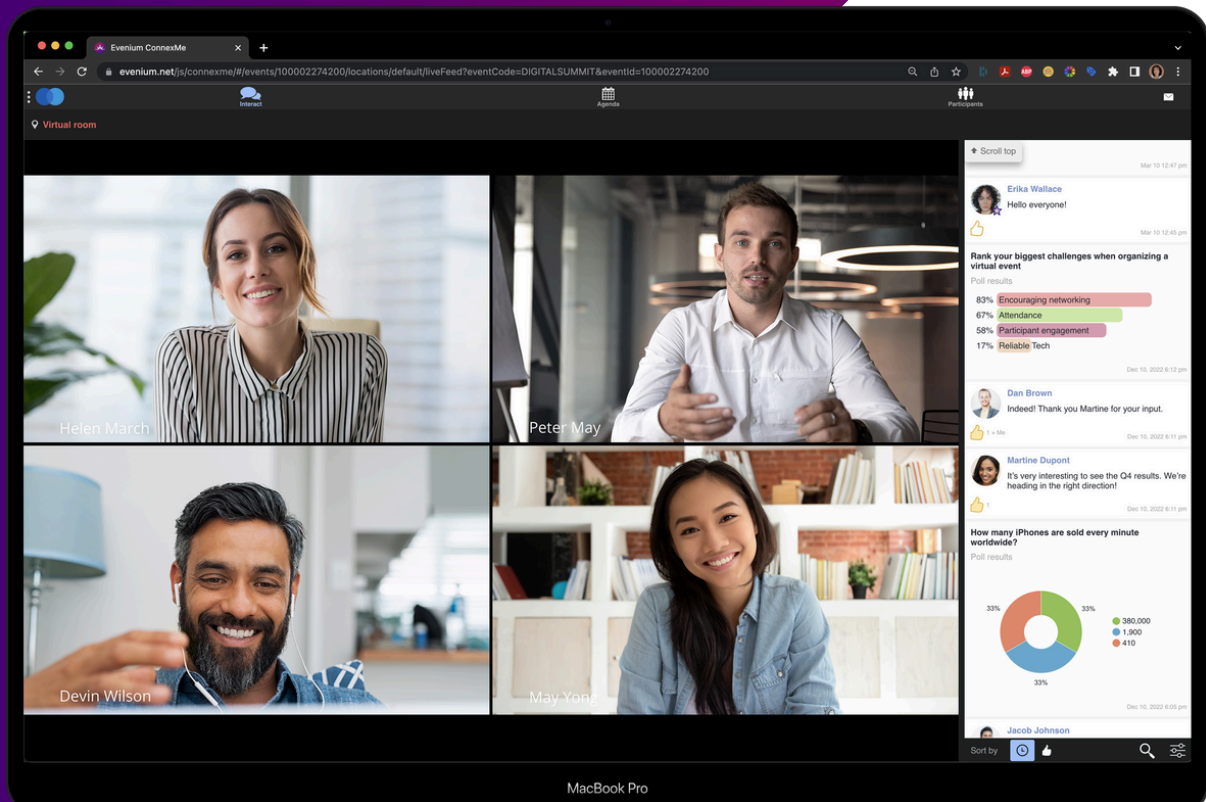 Evenium ConnexMe
evenium.net/js/connexme/#/events/100002274200/locations/default/liveFeed?eventCode=DIGITALSUMMIT&eventId=100002274200
ABP
Interact
Agenda
Participants
Virtual room
Helen March
Peter May
Devin Wilson
May Yong
Scroll top
Mar 10 12:47 pm
Erika Wallace
Hello everyone!
Mar 10 12:45 pm
Rank your biggest challenges when organizing a
virtual event
Poll results
83% Encouraging networking
67% Attendance
58% Participant engagement
17% Reliable Tech
Dec 10, 2022 6:12 pm
Dan Brown
Indeed! Thank you Martine for your input.
1 + Me
Dec 10, 2022 6:11 pm
Martine Dupont
It's very interesting to see the Q4 results. We're
heading in the right direction!
1
Dec 10, 2022 6:11 pm
How many iPhones are sold every minute
worldwide?
Poll results
33%
33%
33%
380,000
1,900
410
Dec 10, 2022 6:05 pm
Jacob Johnson
Sort by
MacBook Pro